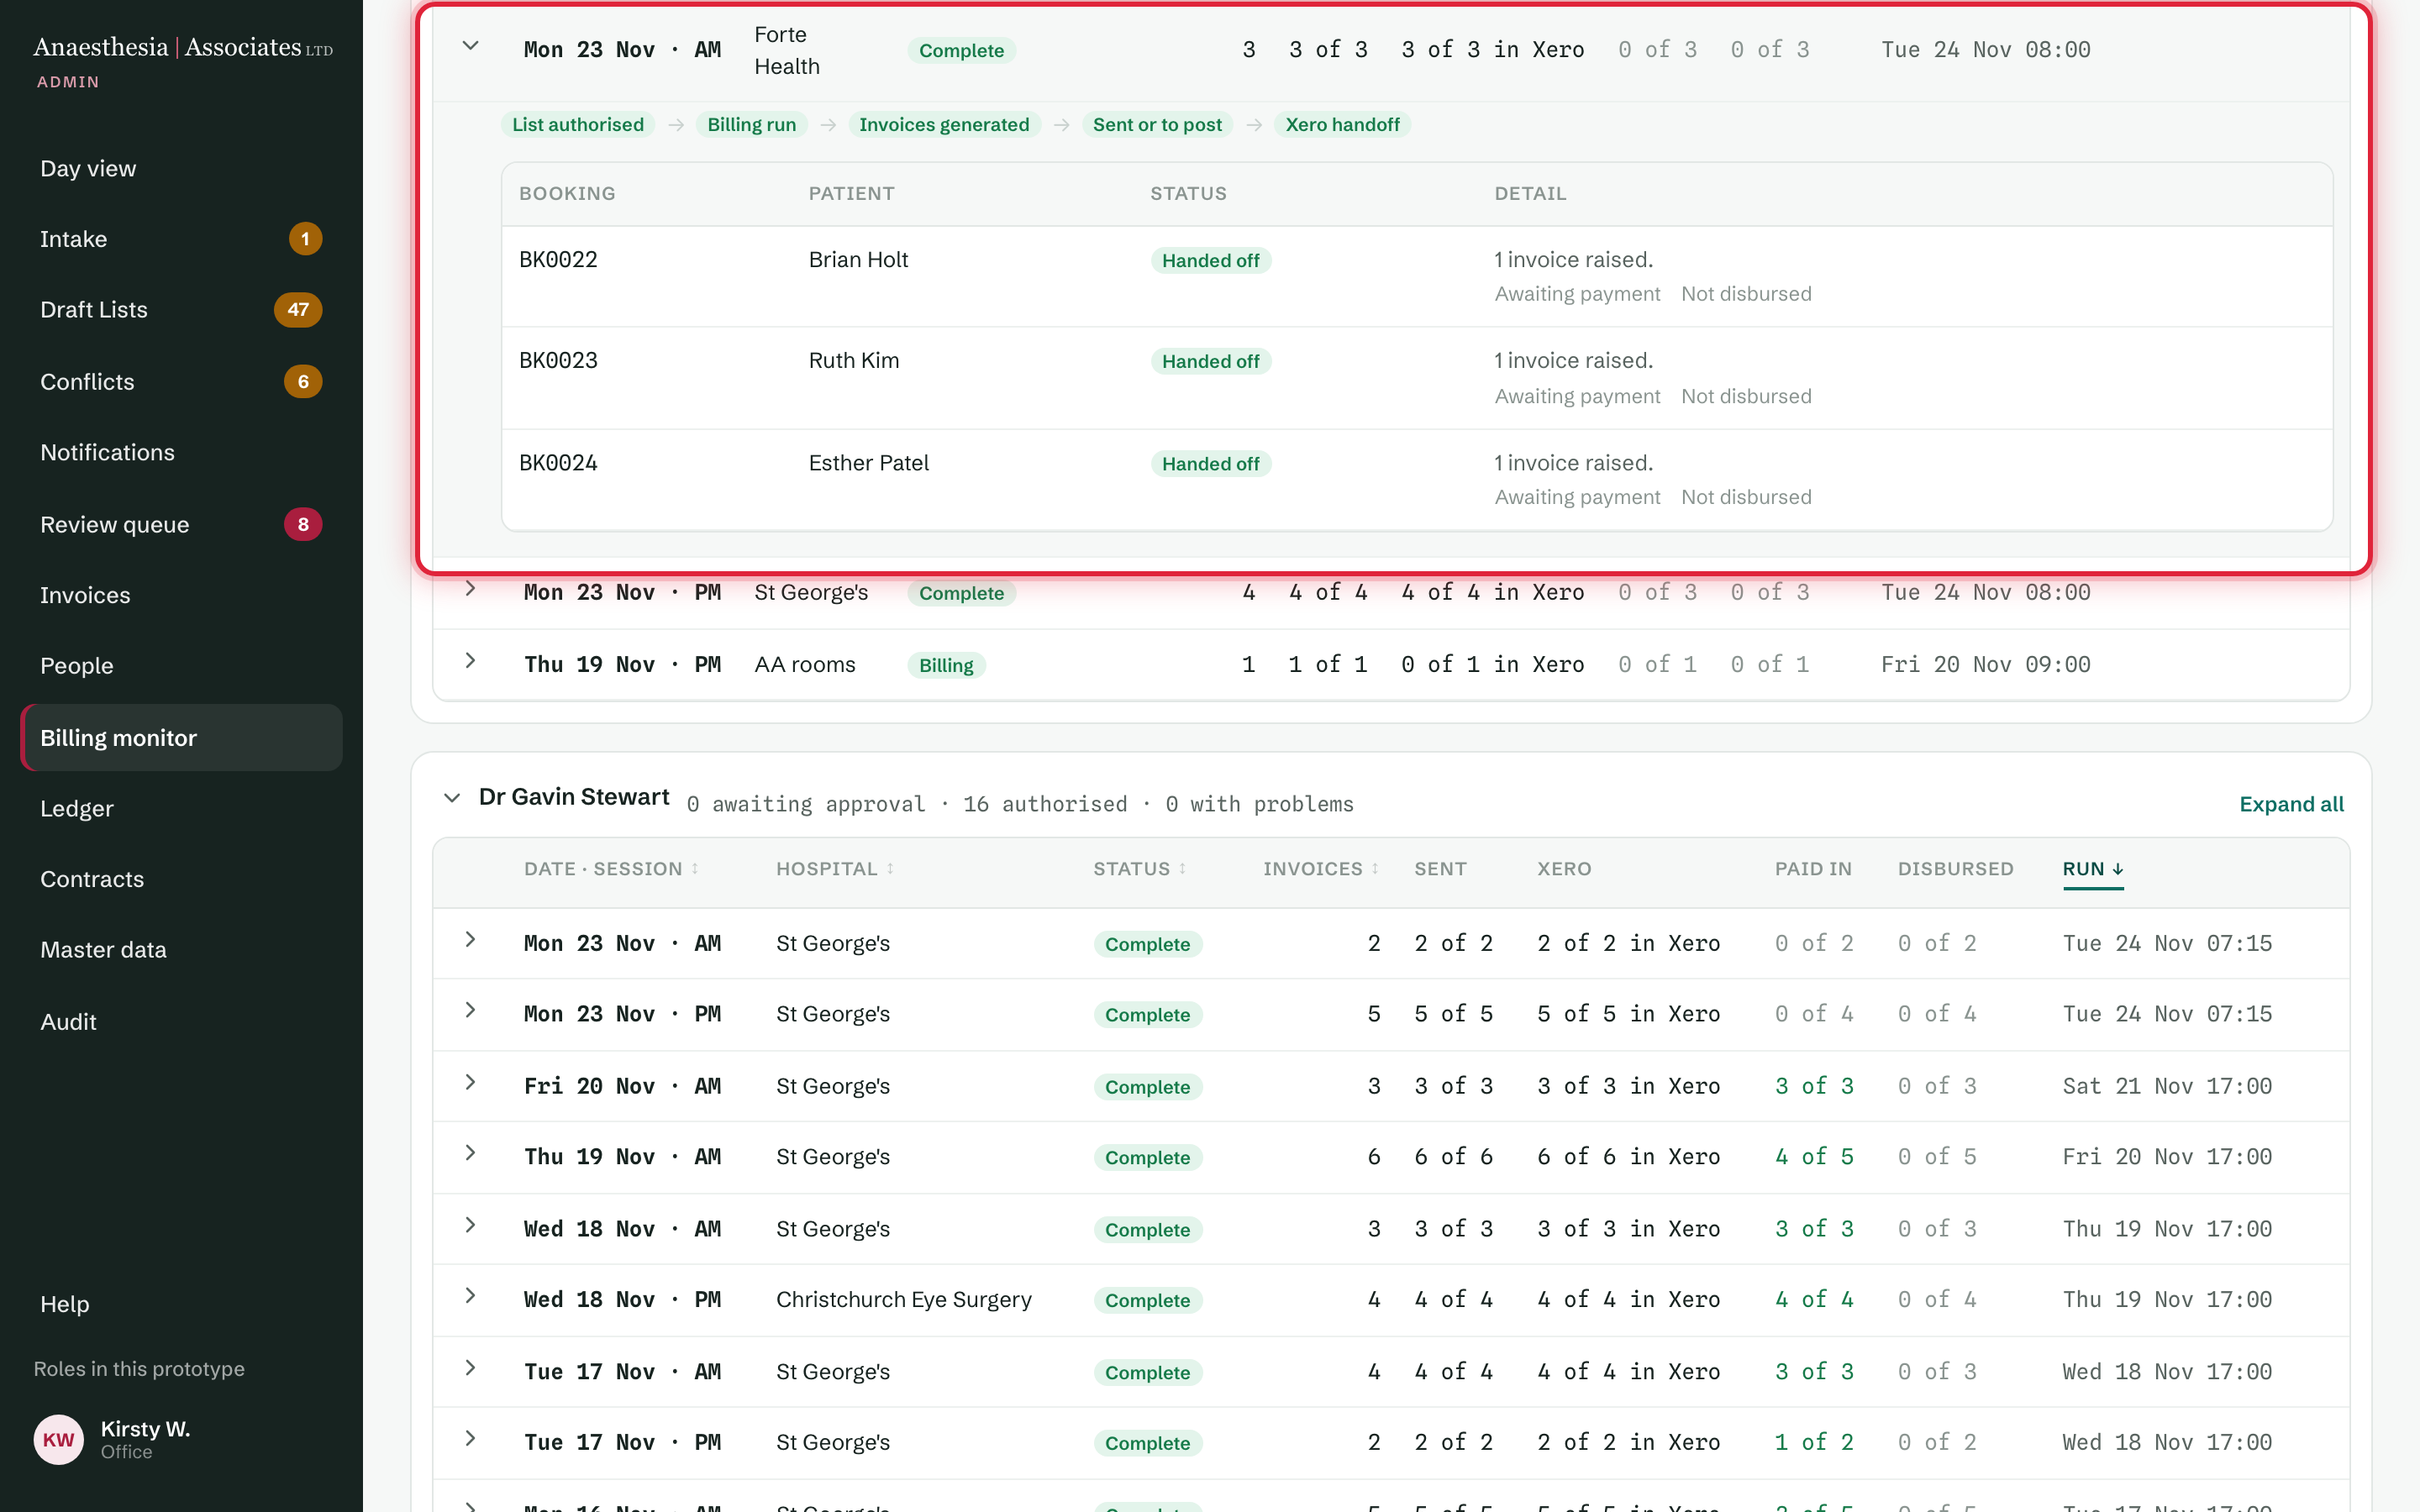 Anaesthesia | Associates LTD
ADMIN
Day view
Intake 1
Draft Lists 47
Conflicts 6
Notifications
Review queue 8
Invoices
People
Billing monitor
Ledger
Contracts
Master data
Audit
Help
Roles in this prototype
KW Kirsty W.
Office
Mon 23 Nov · AM Forte Health Complete 3 3 of 3 3 of 3 in Xero 0 of 3 0 of 3 Tue 24 Nov 08:00
List authorised → Billing run → Invoices generated → Sent or to post → Xero handoff
BOOKING PATIENT STATUS DETAIL
BK0022 Brian Holt Handed off 1 invoice raised.
Awaiting payment Not disbursed
BK0023 Ruth Kim Handed off 1 invoice raised.
Awaiting payment Not disbursed
BK0024 Esther Patel Handed off 1 invoice raised.
Awaiting payment Not disbursed
Mon 23 Nov · PM St George's Complete 4 4 of 4 4 of 4 in Xero 0 of 3 0 of 3 Tue 24 Nov 08:00
Thu 19 Nov · PM AA rooms Billing 1 1 of 1 0 of 1 in Xero 0 of 1 0 of 1 Fri 20 Nov 09:00
Dr Gavin Stewart 0 awaiting approval · 16 authorised · 0 with problems Expand all
DATE · SESSION ↕ HOSPITAL ↕ STATUS ↕ INVOICES ↕ SENT XERO PAID IN DISBURSED RUN ↓
Mon 23 Nov · AM St George's Complete 2 2 of 2 2 of 2 in Xero 0 of 2 0 of 2 Tue 24 Nov 07:15
Mon 23 Nov · PM St George's Complete 5 5 of 5 5 of 5 in Xero 0 of 4 0 of 4 Tue 24 Nov 07:15
Fri 20 Nov · AM St George's Complete 3 3 of 3 3 of 3 in Xero 3 of 3 0 of 3 Sat 21 Nov 17:00
Thu 19 Nov · AM St George's Complete 6 6 of 6 6 of 6 in Xero 4 of 5 0 of 5 Fri 20 Nov 17:00
Wed 18 Nov · AM St George's Complete 3 3 of 3 3 of 3 in Xero 3 of 3 0 of 3 Thu 19 Nov 17:00
Wed 18 Nov · PM Christchurch Eye Surgery Complete 4 4 of 4 4 of 4 in Xero 4 of 4 0 of 4 Thu 19 Nov 17:00
Tue 17 Nov · AM St George's Complete 4 4 of 4 4 of 4 in Xero 3 of 3 0 of 3 Wed 18 Nov 17:00
Tue 17 Nov · PM St George's Complete 2 2 of 2 2 of 2 in Xero 1 of 2 0 of 2 Wed 18 Nov 17:00